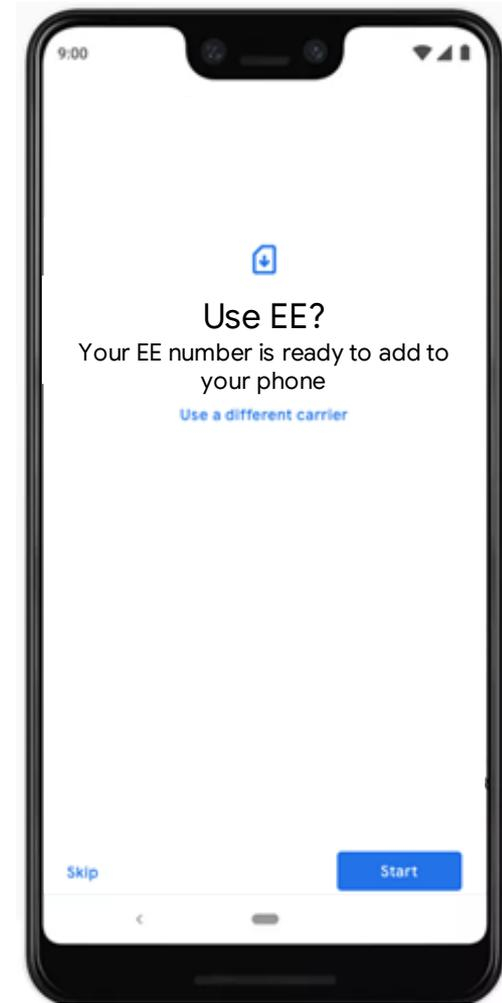 9:00
Use EE?
Your EE number is ready to add to
your phone
Use a different carrier
Skip
Start